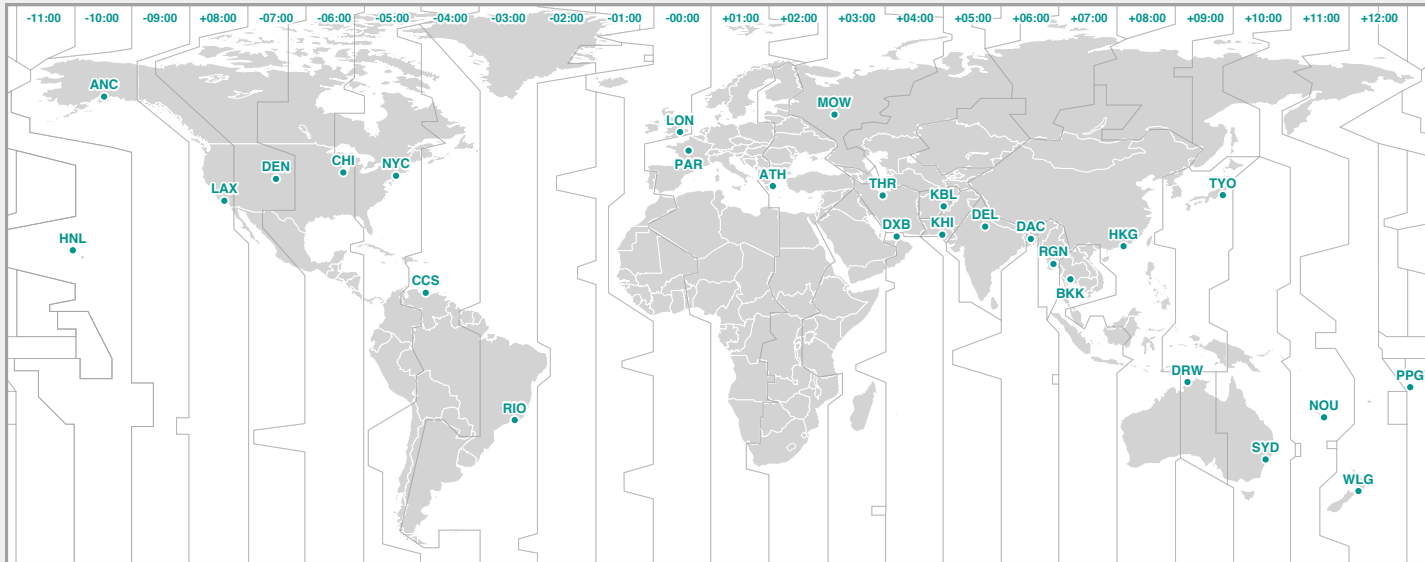 -11:00 -10:00 -09:00 +08:00 -07:00 -06:00 -05:00 -04:00 -03:00 -02:00 -01:00 -00:00 +01:00 +02:00 +03:00 +04:00 +05:00 +06:00 +07:00 +08:00 +09:00 +10:00 +11:00 +12:00
ANC
MOW
LON
CHI
NYC
DEN
PAR
ATH
LAX
THR
TYO
KBL
DEL
KHI
DXB
DAC
HKG
HNL
RGN
CCS
BKK
DRW
PPG
NOU
RIO
SYD
WLG